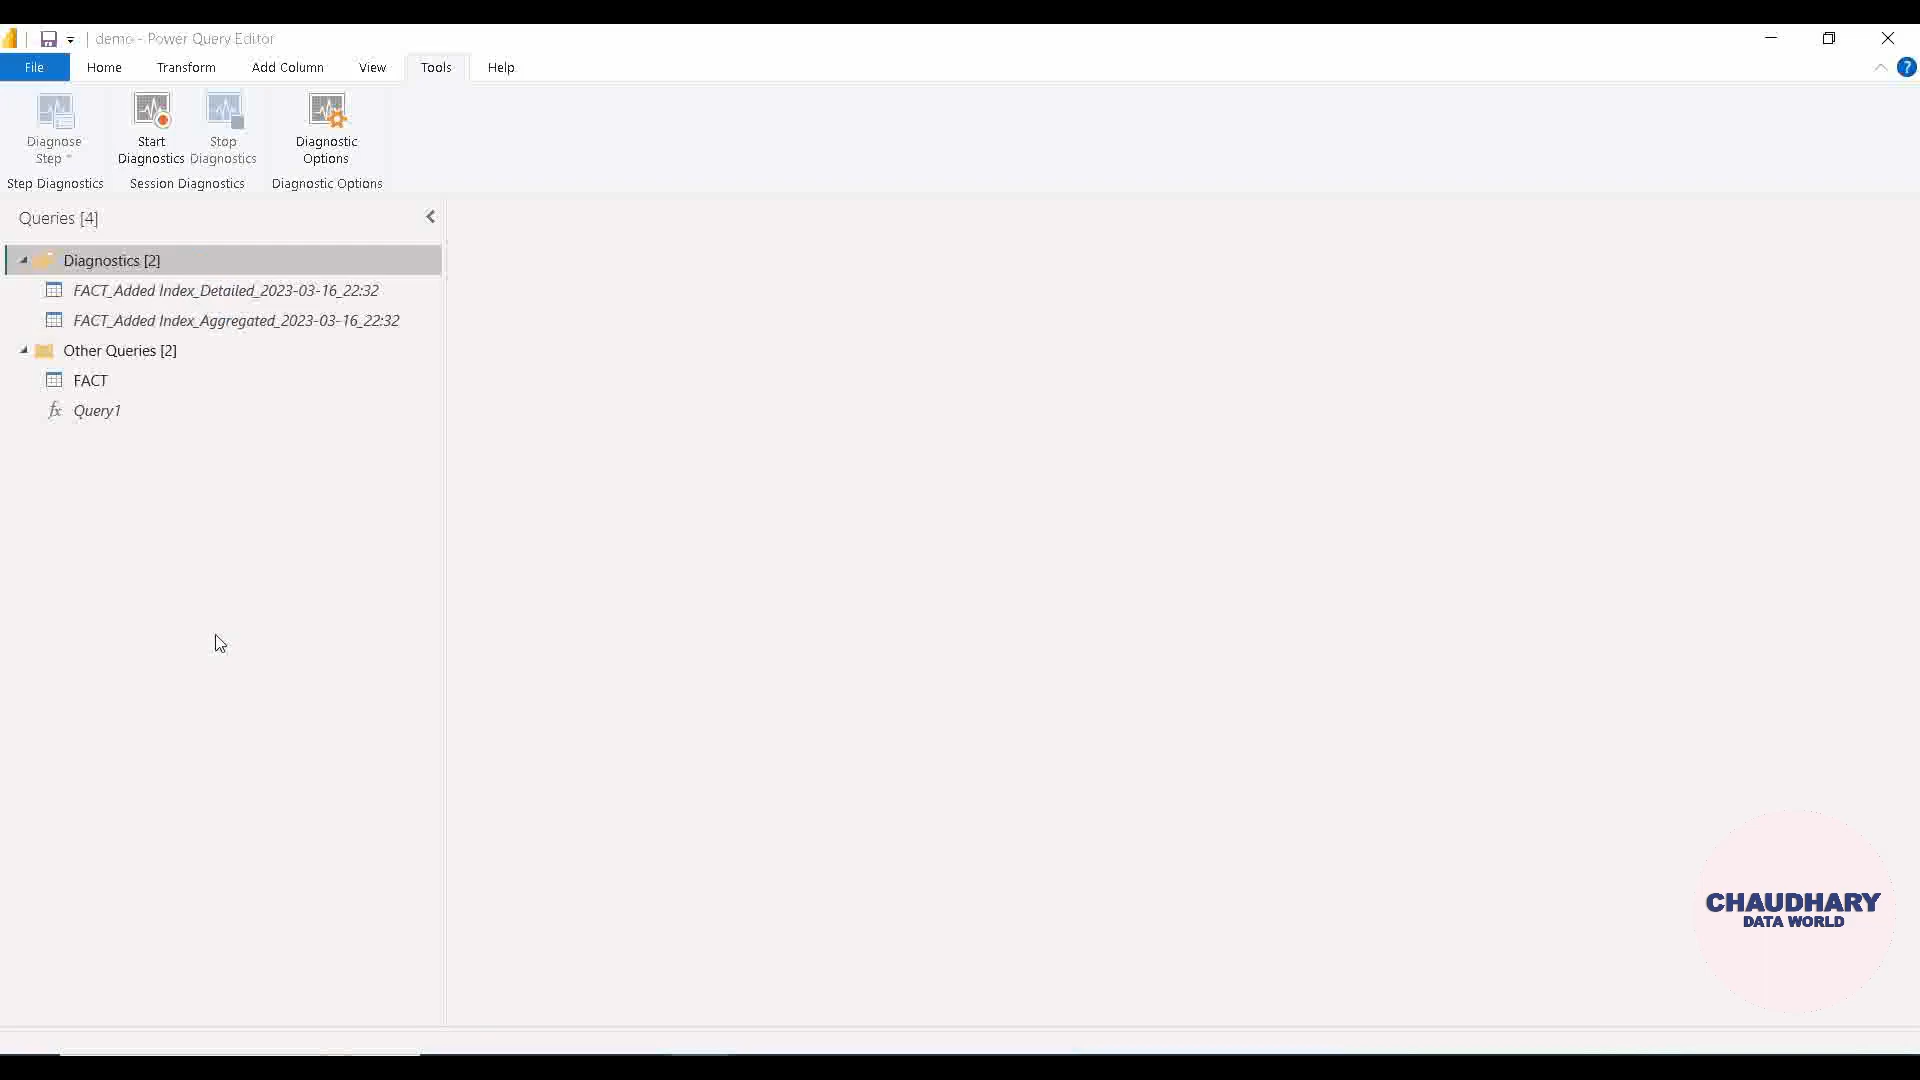 demo - Power Query Editor
File Home Transform Add Column View Tools Help
?
Diagnose Step
Start Diagnostics
Stop Diagnostics
Diagnostic Options
Step Diagnostics
Session Diagnostics
Diagnostic Options
Queries [4]
Diagnostics [2]
FACT_Added Index_Detailed_2023-03-16_22:32
FACT_Added Index_Aggregated_2023-03-16_22:32
Other Queries [2]
FACT
fx Query1
CHAUDHARY
DATA WORLD